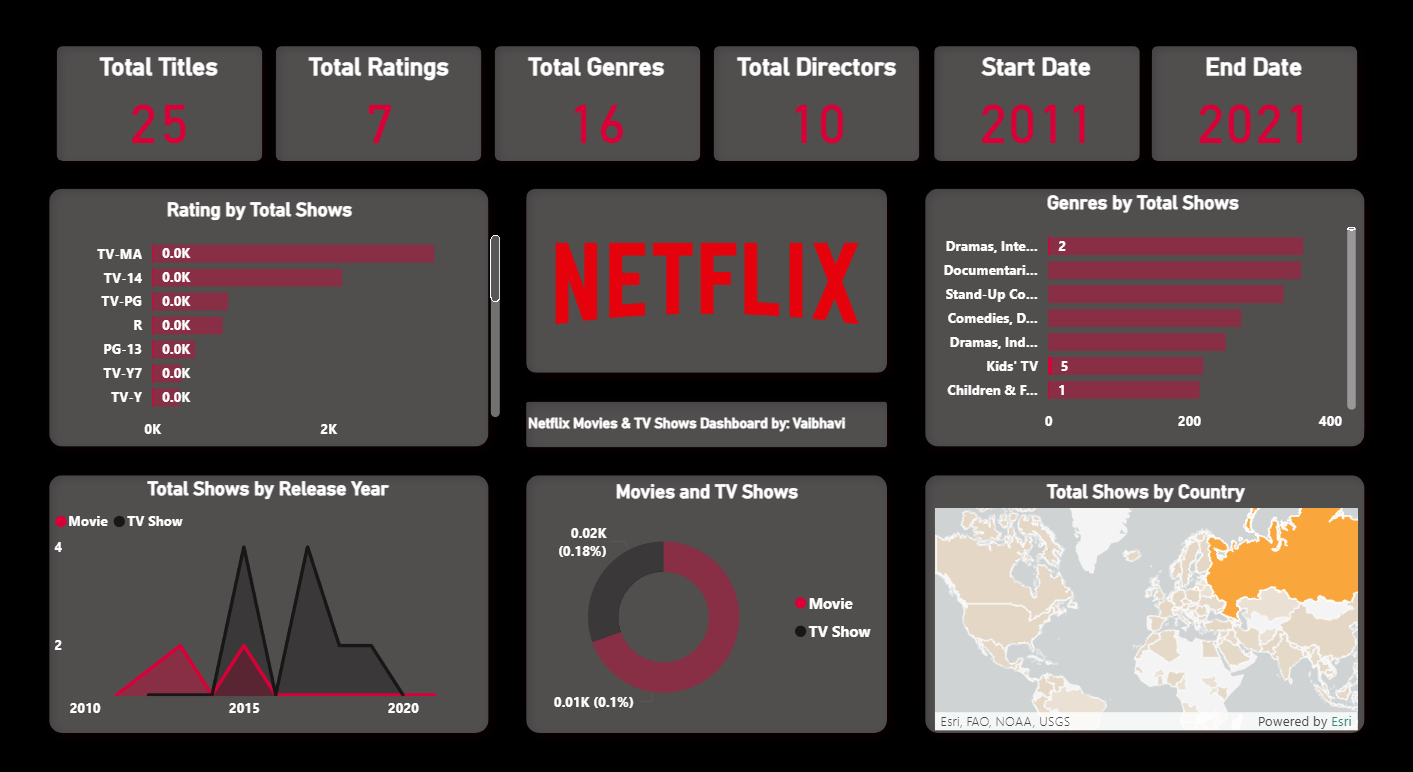 Total Titles
25
Total Ratings
7
Total Genres
16
Total Directors
10
Start Date
2011
End Date
2021
Rating by Total Shows
TV-MA 0.0K
TV-14 0.0K
TV-PG 0.0K
R 0.0K
PG-13 0.0K
TV-Y7 0.0K
TV-Y 0.0K
0K 2K
NETFLIX
Netflix Movies & TV Shows Dashboard by: Vaibhavi
Genres by Total Shows
Dramas, Inte... 2
Documentari...
Stand-Up Co...
Comedies, D...
Dramas, Ind...
Kids' TV 5
Children & F... 1
0 200 400
Total Shows by Release Year
Movie TV Show
4
2
2010 2015 2020
Movies and TV Shows
0.02K
(0.18%)
Movie
TV Show
0.01K (0.1%)
Total Shows by Country
Esri, FAO, NOAA, USGS Powered by Esri